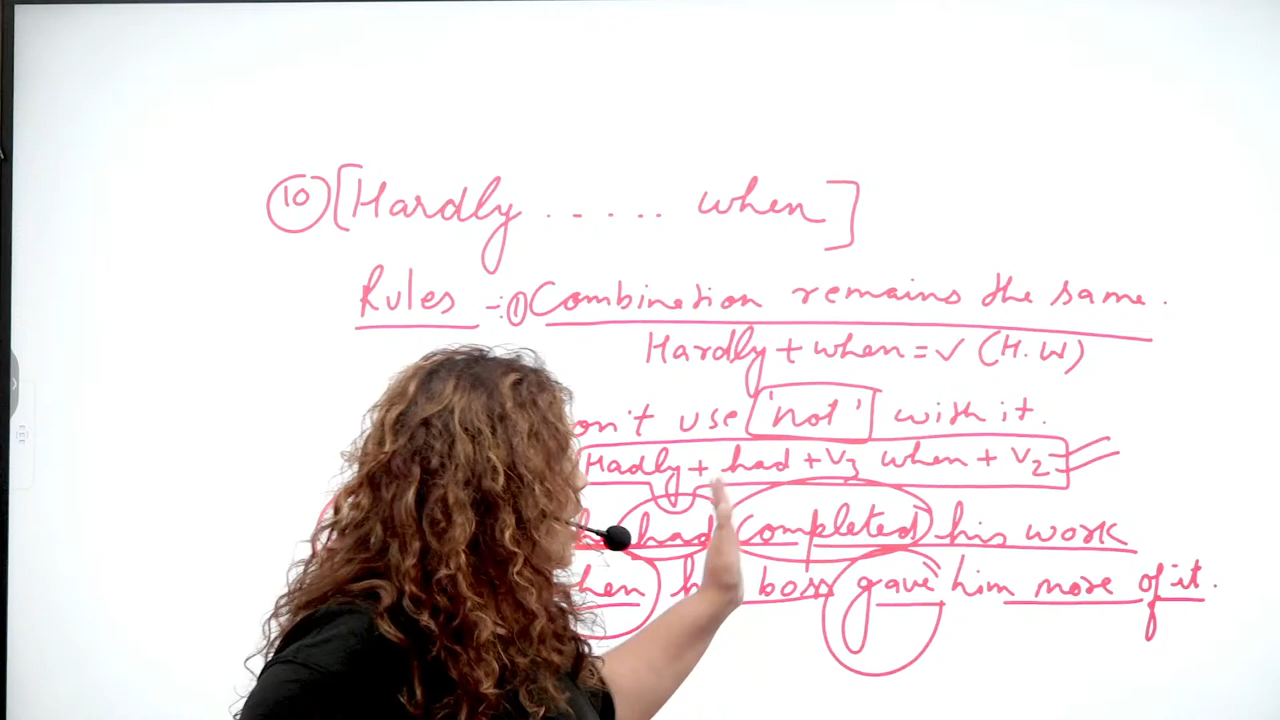 10 [Hardly ..... when]
Rules -: ① Combination remains the same.
Hardly + when = ✓ (H.W)
on't use 'not' with it.
Hadly + had + V3 when + V2
had completed his work
hen boss gave him more of it.